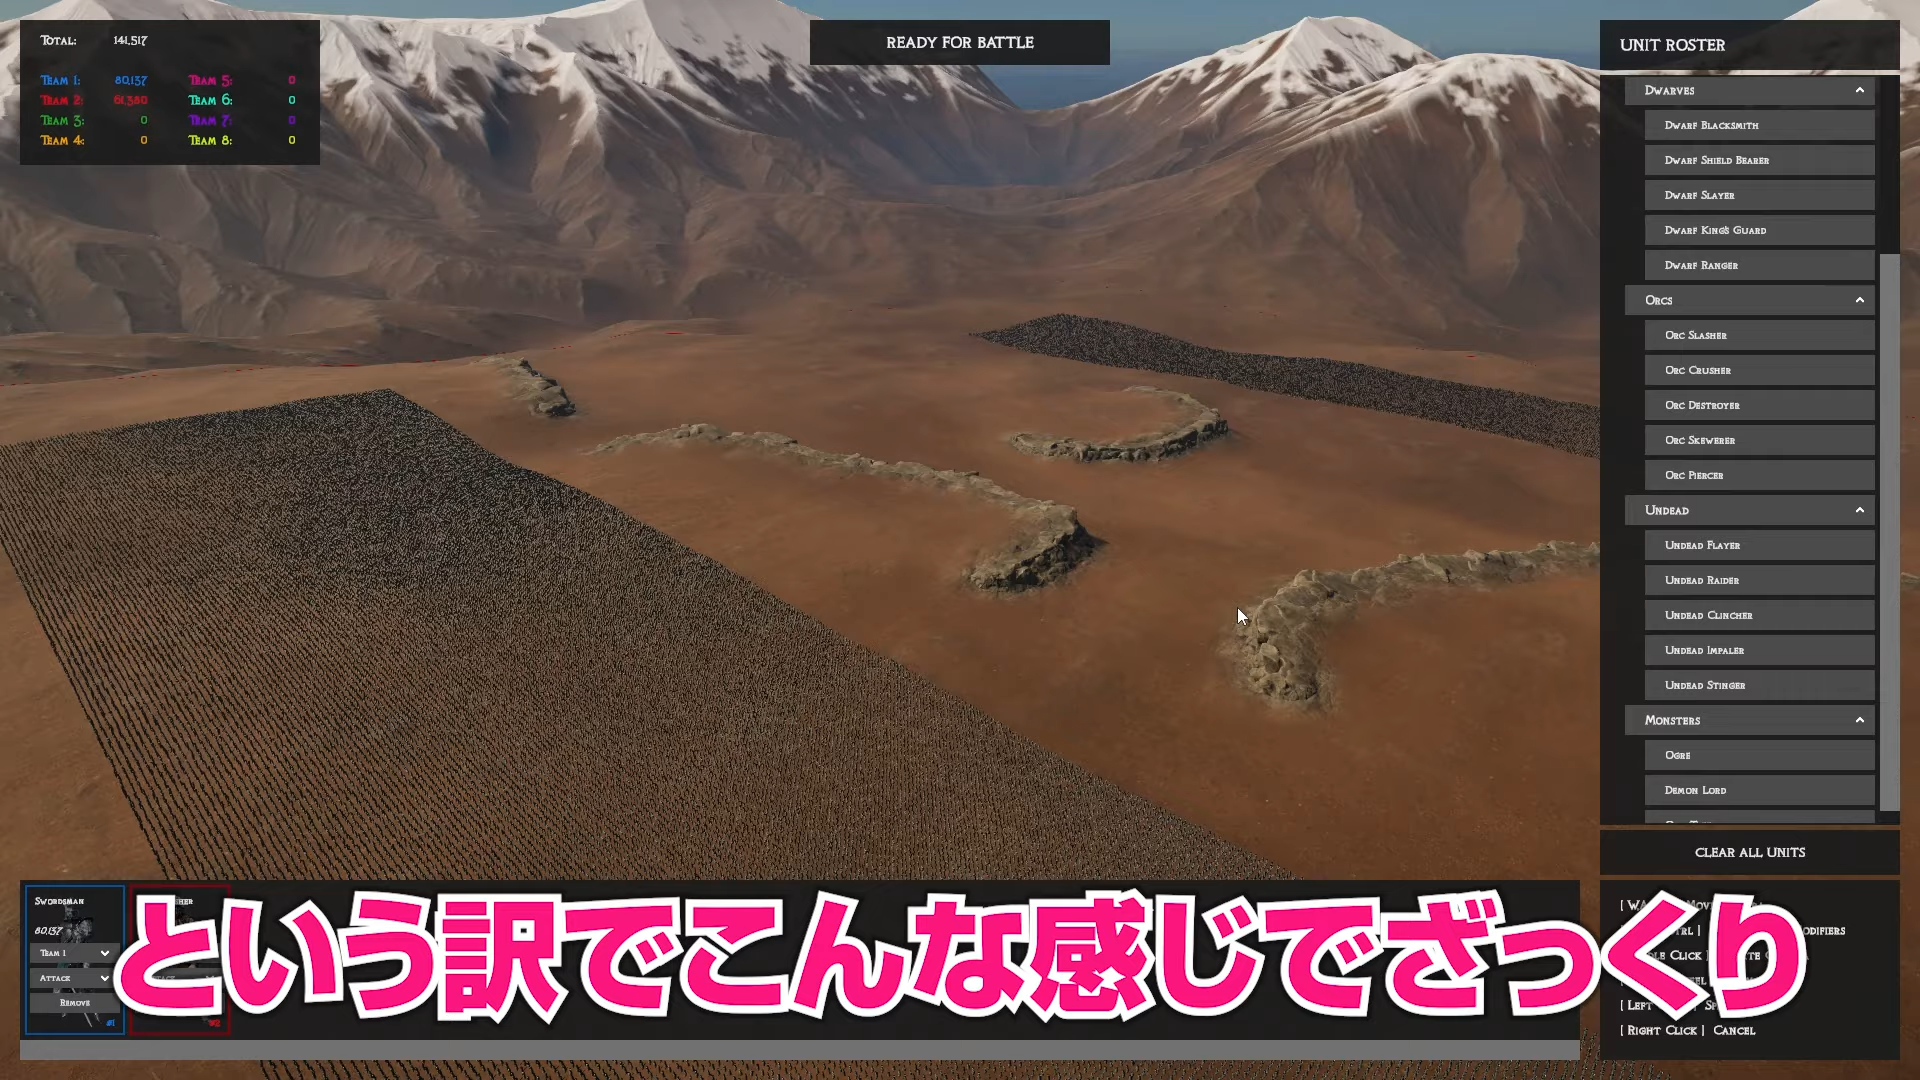 TOTAL: 141,517
TEAM 1: 80,137 TEAM 5: 0
TEAM 2: 61,380 TEAM 6: 0
TEAM 3: 0 TEAM 7: 0
TEAM 4: 0 TEAM 8: 0
READY FOR BATTLE
UNIT ROSTER
DWARVES
DWARF BLACKSMITH
DWARF SHIELD BEARER
DWARF SLAYER
DWARF KING'S GUARD
DWARF RANGER
ORCS
ORC SLASHER
ORC CRUSHER
ORC DESTROYER
ORC SKEWERER
ORC PIERCER
UNDEAD
UNDEAD FLAYER
UNDEAD RAIDER
UNDEAD CLINCHER
UNDEAD IMPALER
UNDEAD STINGER
MONSTERS
OGRE
DEMON LORD
CLEAR ALL UNITS
SWORDSMAN
80,137
TEAM 1
ATTACK
REMOVE
#1
#2
という訳でこんな感じでざっくり
CLICK
[ LEFT
[ RIGHT CLICK ] CANCEL